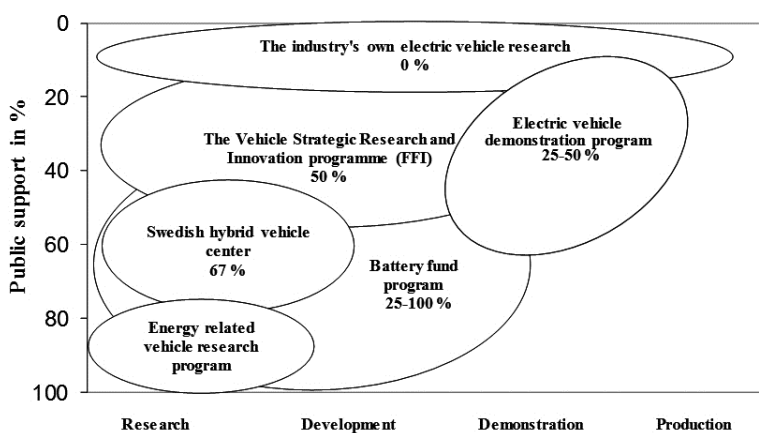 0
20
40
60
80
100
Public support in %
The industry's own electric vehicle research
0 %
The Vehicle Strategic Research and
Innovation programme (FFI)
50 %
Electric vehicle
demonstration program
25-50 %
Swedish hybrid vehicle
center
67 %
Battery fund
program
25-100 %
Energy related
vehicle research
program
Research
Development
Demonstration
Production